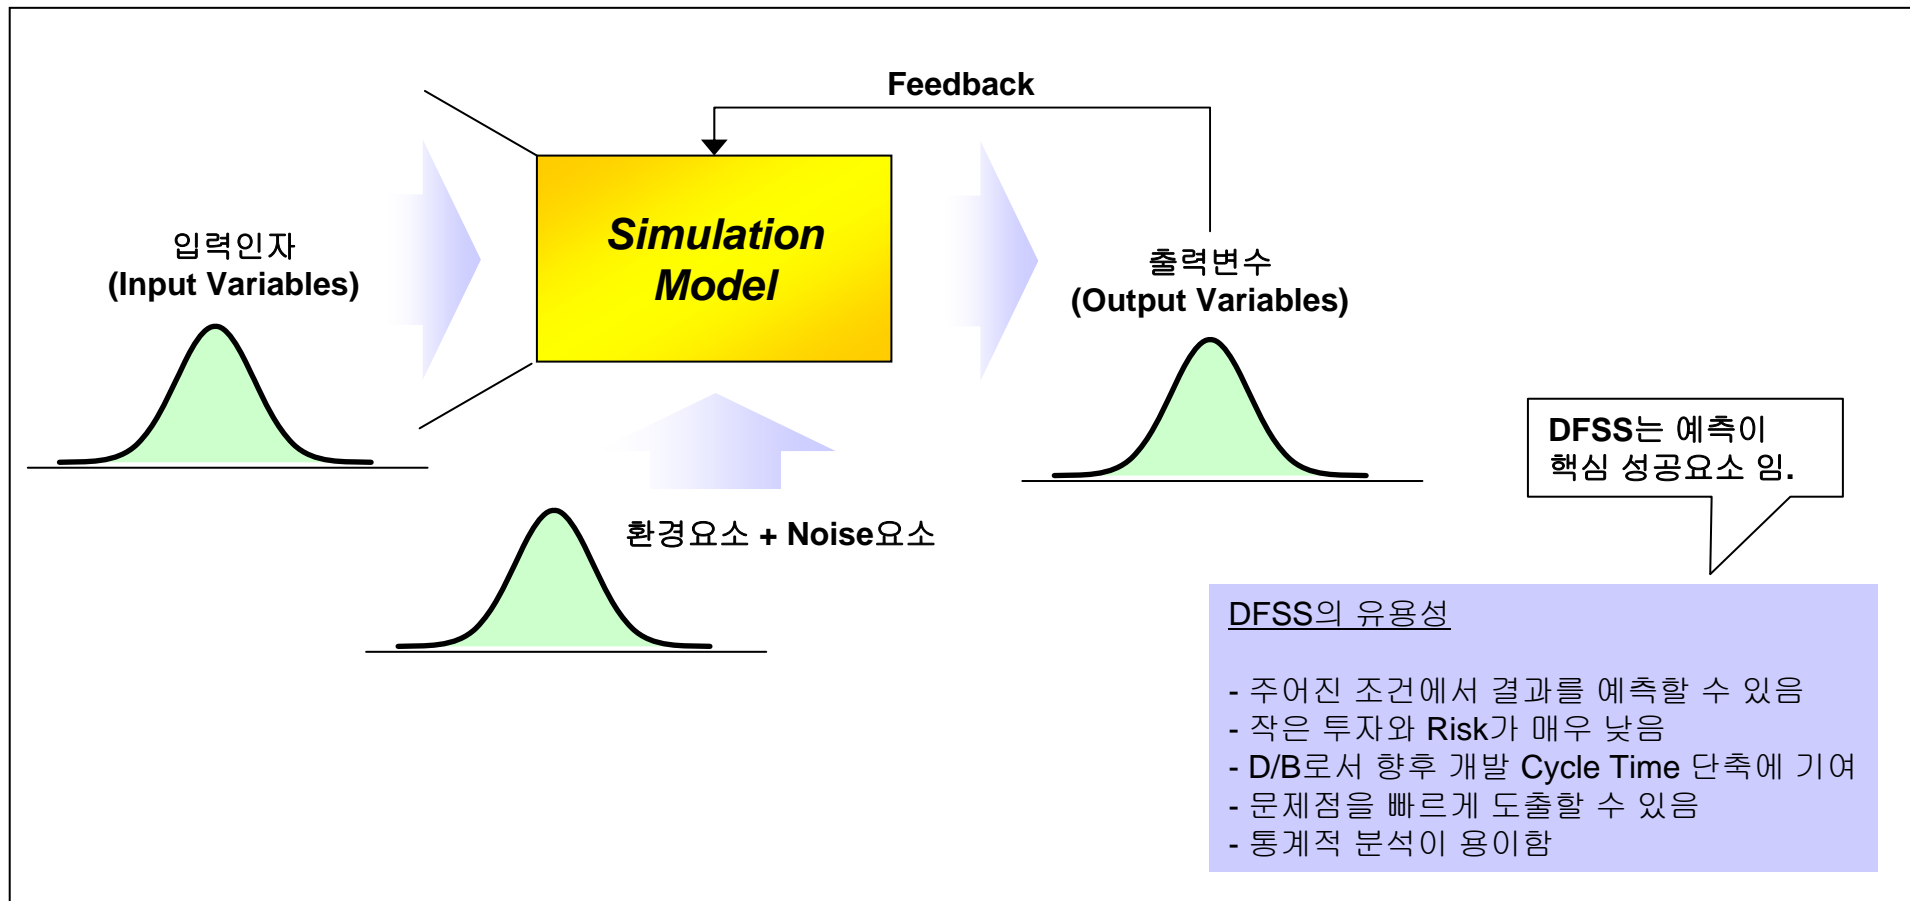 Feedback
Simulation
Model
입력인자
(Input Variables)
출력변수
(Output Variables)
환경요소 + Noise요소
DFSS는 예측이
핵심 성공요소 임.
DFSS의 유용성
- 주어진 조건에서 결과를 예측할 수 있음
- 작은 투자와 Risk가 매우 낮음
- D/B로서 향후 개발 Cycle Time 단축에 기여
- 문제점을 빠르게 도출할 수 있음
- 통계적 분석이 용이함